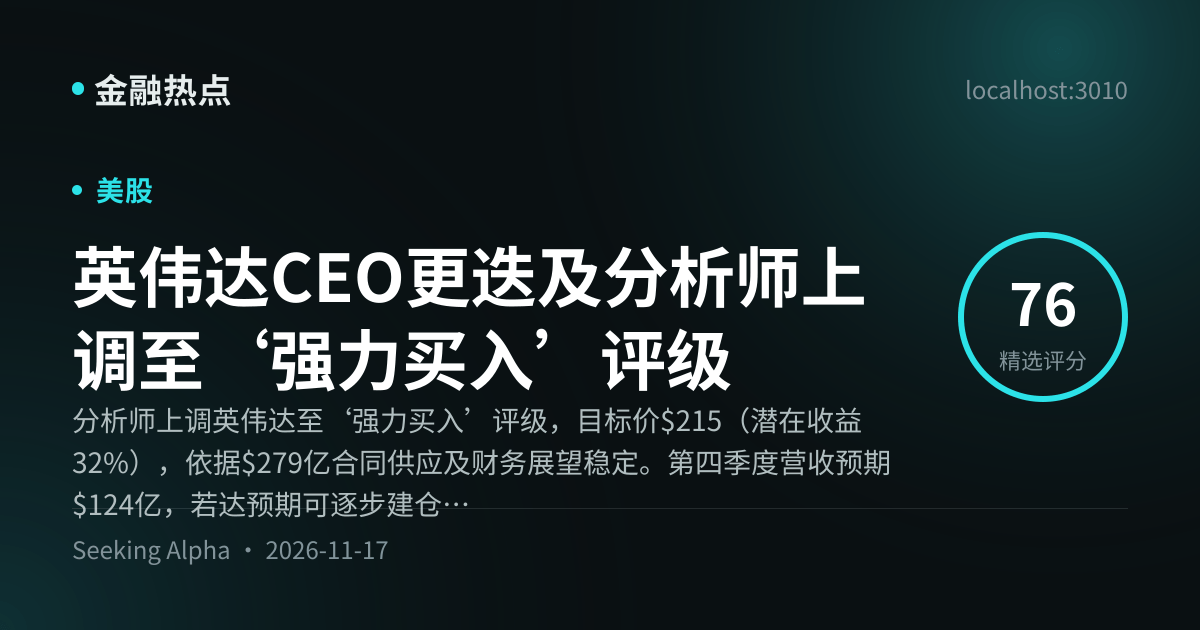 金融热点
localhost:3010
美股
英伟达CEO更迭及分析师上
调至‘强力买入’评级
76
精选评分
分析师上调英伟达至‘强力买入’评级，目标价$215（潜在收益
32%），依据$279亿合同供应及财务展望稳定。第四季度营收预期
$124亿，若达预期可逐步建仓…
Seeking Alpha · 2026-11-17